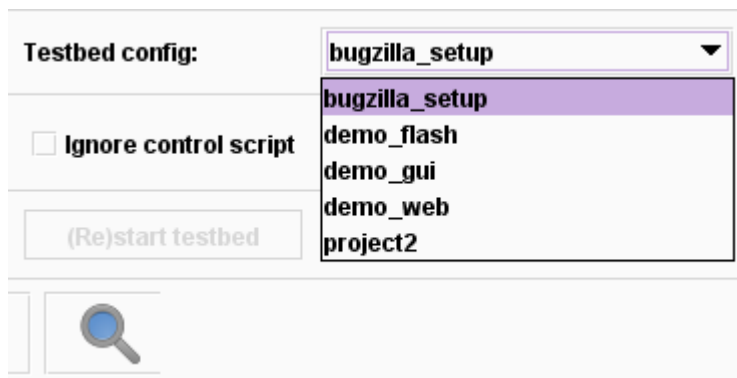 Testbed config:
bugzilla_setup
bugzilla_setup
Ignore control script
demo_flash
demo_gui
demo_web
(Re)start testbed
project2